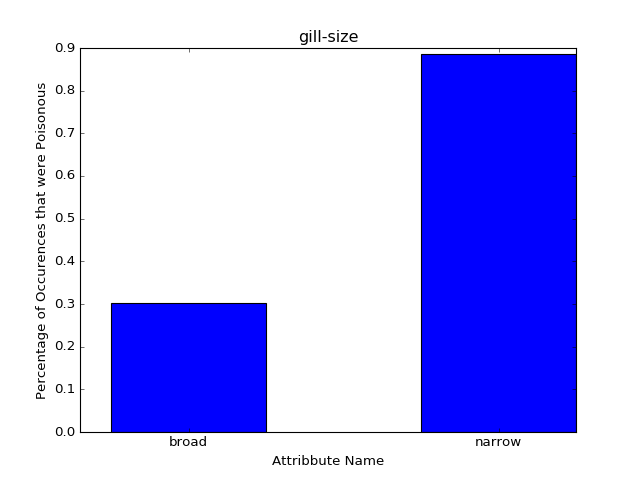 gill-size
Percentage of Occurences that were Poisonous
0.9
0.8
0.7
0.6
0.5
0.4
0.3
0.2
0.1
0.0
broad
narrow
Attribbute Name